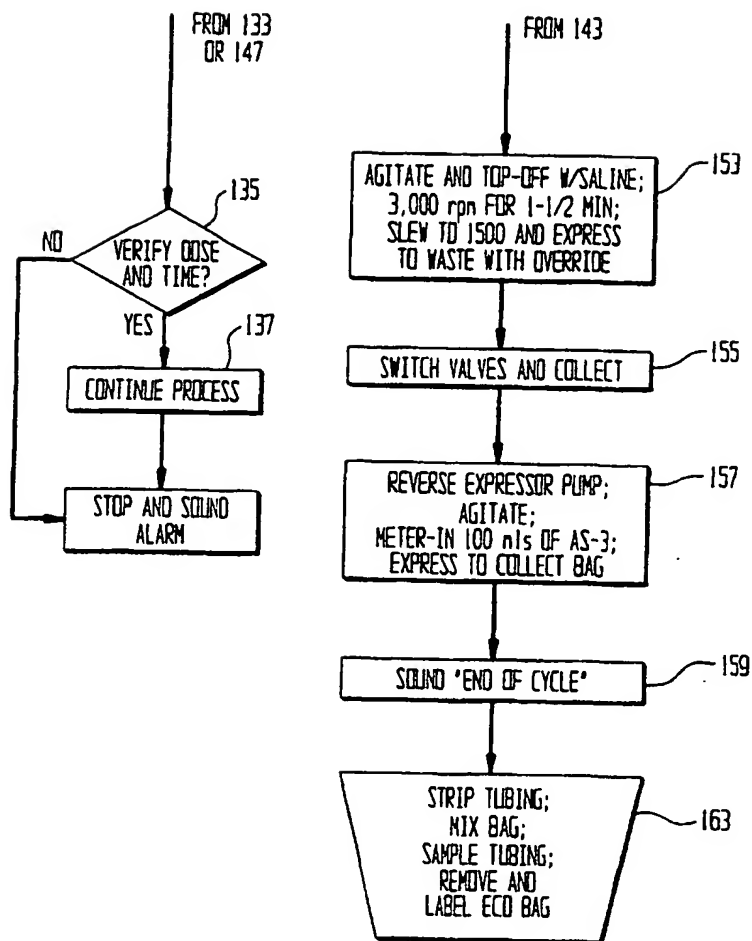 FROM 133
OR 147
135
NO
VERIFY DOSE
AND TIME?
YES
137
CONTINUE PROCESS
STOP AND SOUND
ALARM
FROM 143
153
AGITATE AND TOP-OFF W/SALINE;
3,000 rpm FOR 1-1/2 MIN;
SLEW TO 1500 AND EXPRESS
TO WASTE WITH OVERRIDE
155
SWITCH VALVES AND COLLECT
157
REVERSE EXPRESSOR PUMP;
AGITATE;
METER-IN 100 mls OF AS-3;
EXPRESS TO COLLECT BAG
159
SOUND "END OF CYCLE"
163
STRIP TUBING;
MIX BAG;
SAMPLE TUBING;
REMOVE AND
LABEL ECO BAG